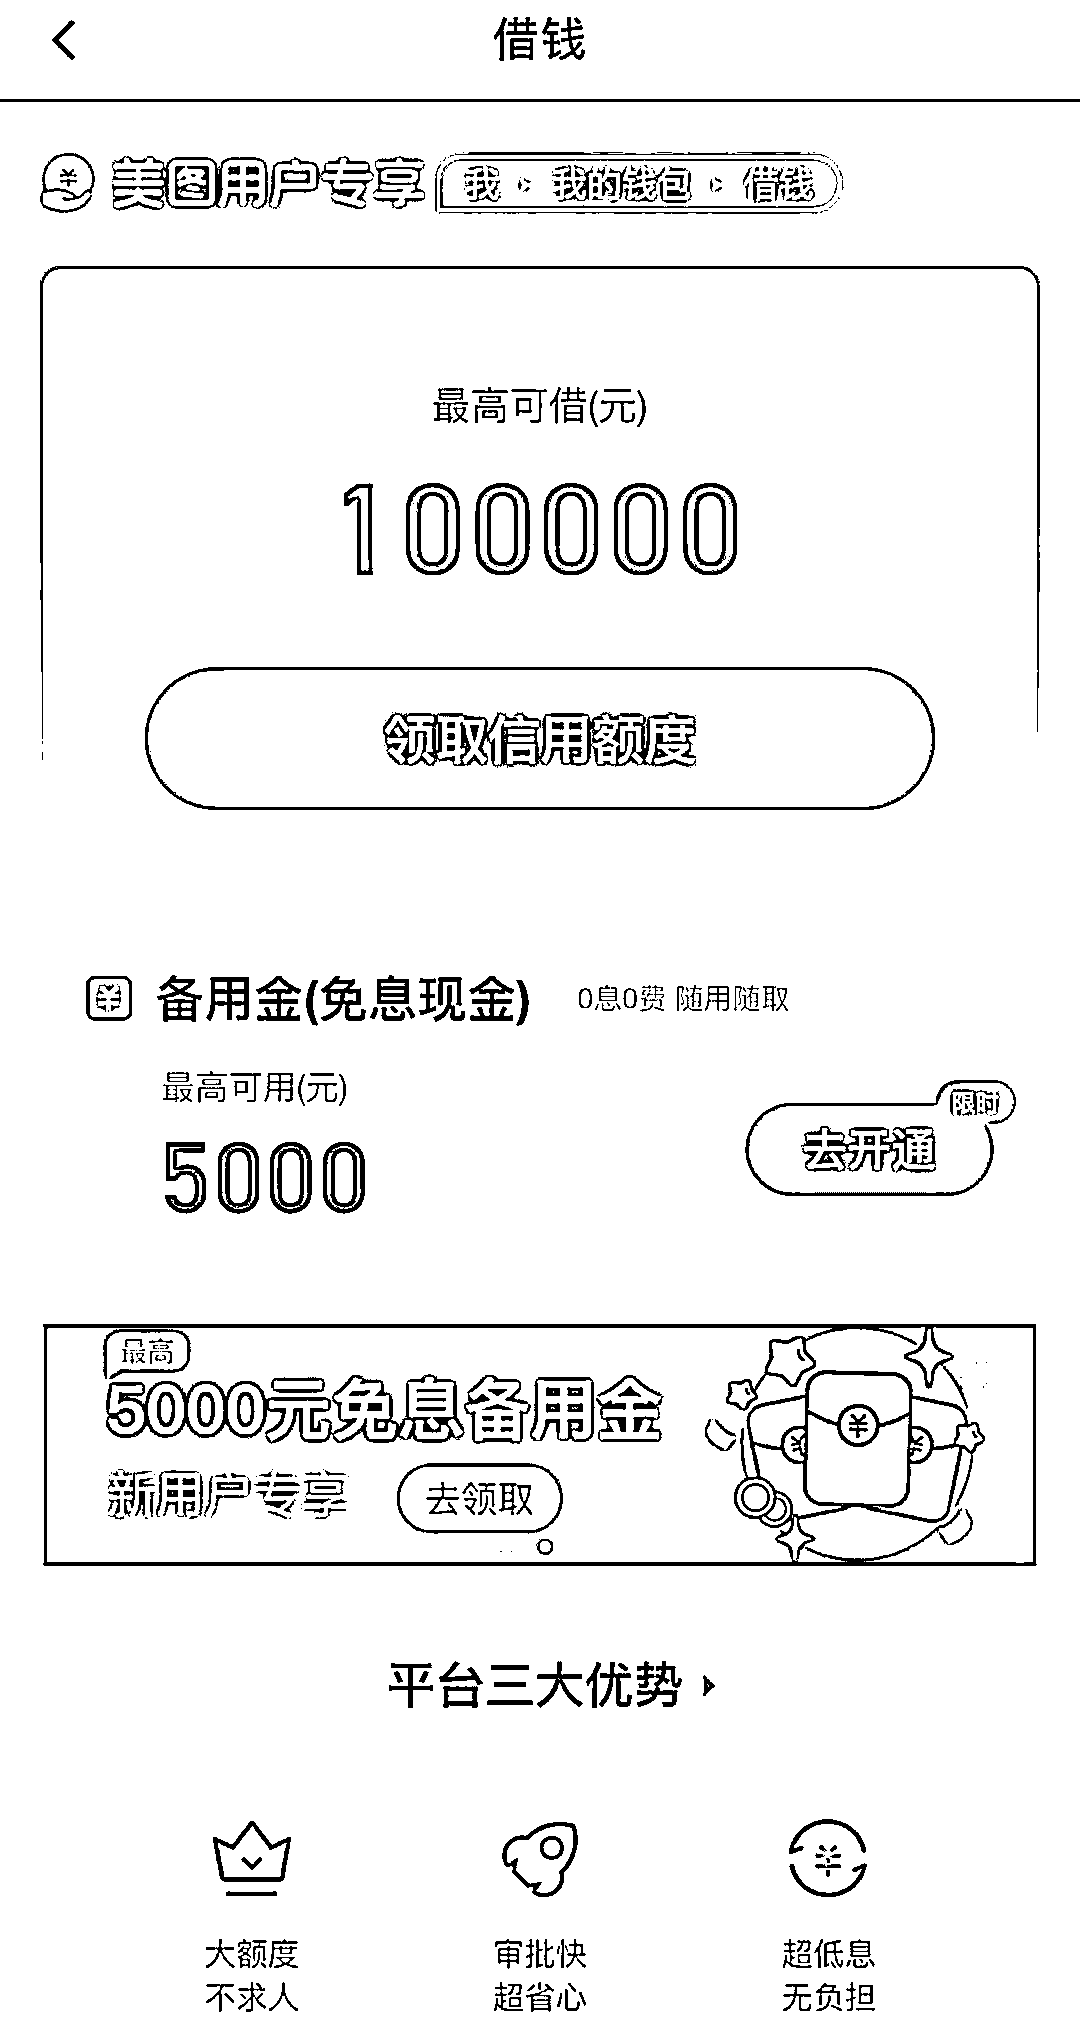 借钱
美图用户专享 我 我的钱包 借钱
最高可借(元)
100000
领取信用额度
备用金(免息现金) 0息0费 随用随取
最高可用(元)
限时
5000 去开通
最高
5000元免息备用金
新用户专享 去领取
平台三大优势
大额度 审批快 超低息
不求人 超省心 无负担